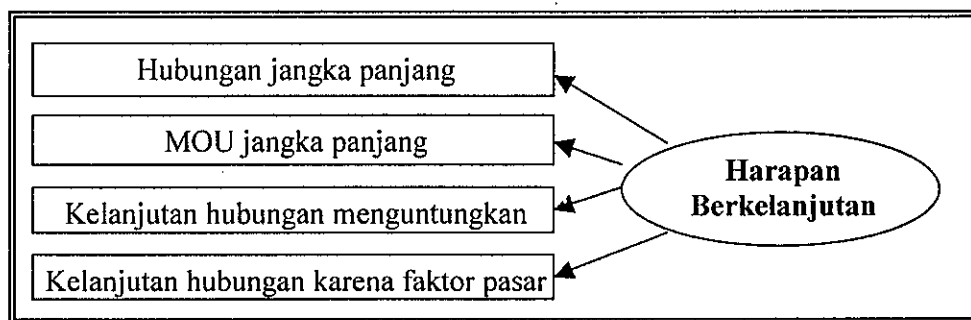 Hubungan jangka panjang
MOU jangka panjang
Kelanjutan hubungan menguntungkan
Kelanjutan hubungan karena faktor pasar
Harapan
Berkelanjutan